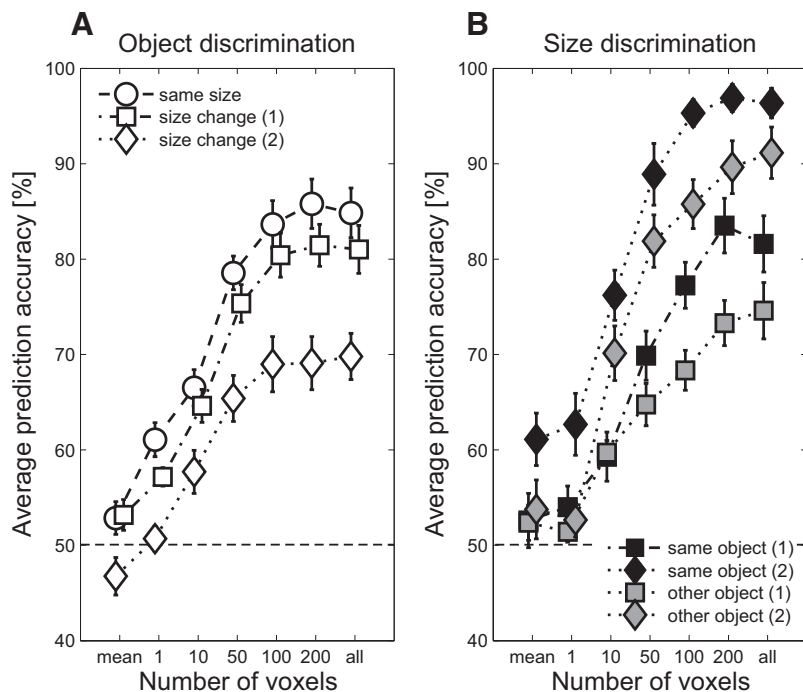 A
Object discrimination
100
90
80
70
60
50
40
Average prediction accuracy [%]
same size
size change (1)
size change (2)
mean 1 10 50 100 200 all
Number of voxels
B
Size discrimination
100
90
80
70
60
50
40
Average prediction accuracy [%]
same object (1)
same object (2)
other object (1)
other object (2)
mean 1 10 50 100 200 all
Number of voxels